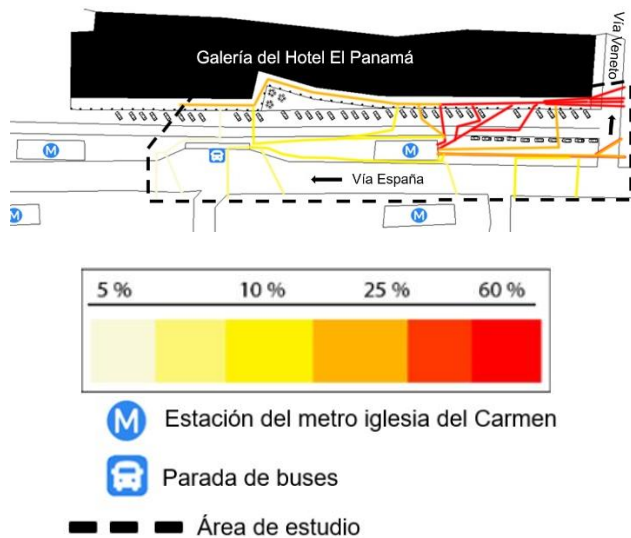 Galería del Hotel El Panamá
Vía Veneto
M
Vía España
M
M
M
5 % 10 % 25 % 60 %
M Estación del metro iglesia del Carmen
Parada de buses
Área de estudio